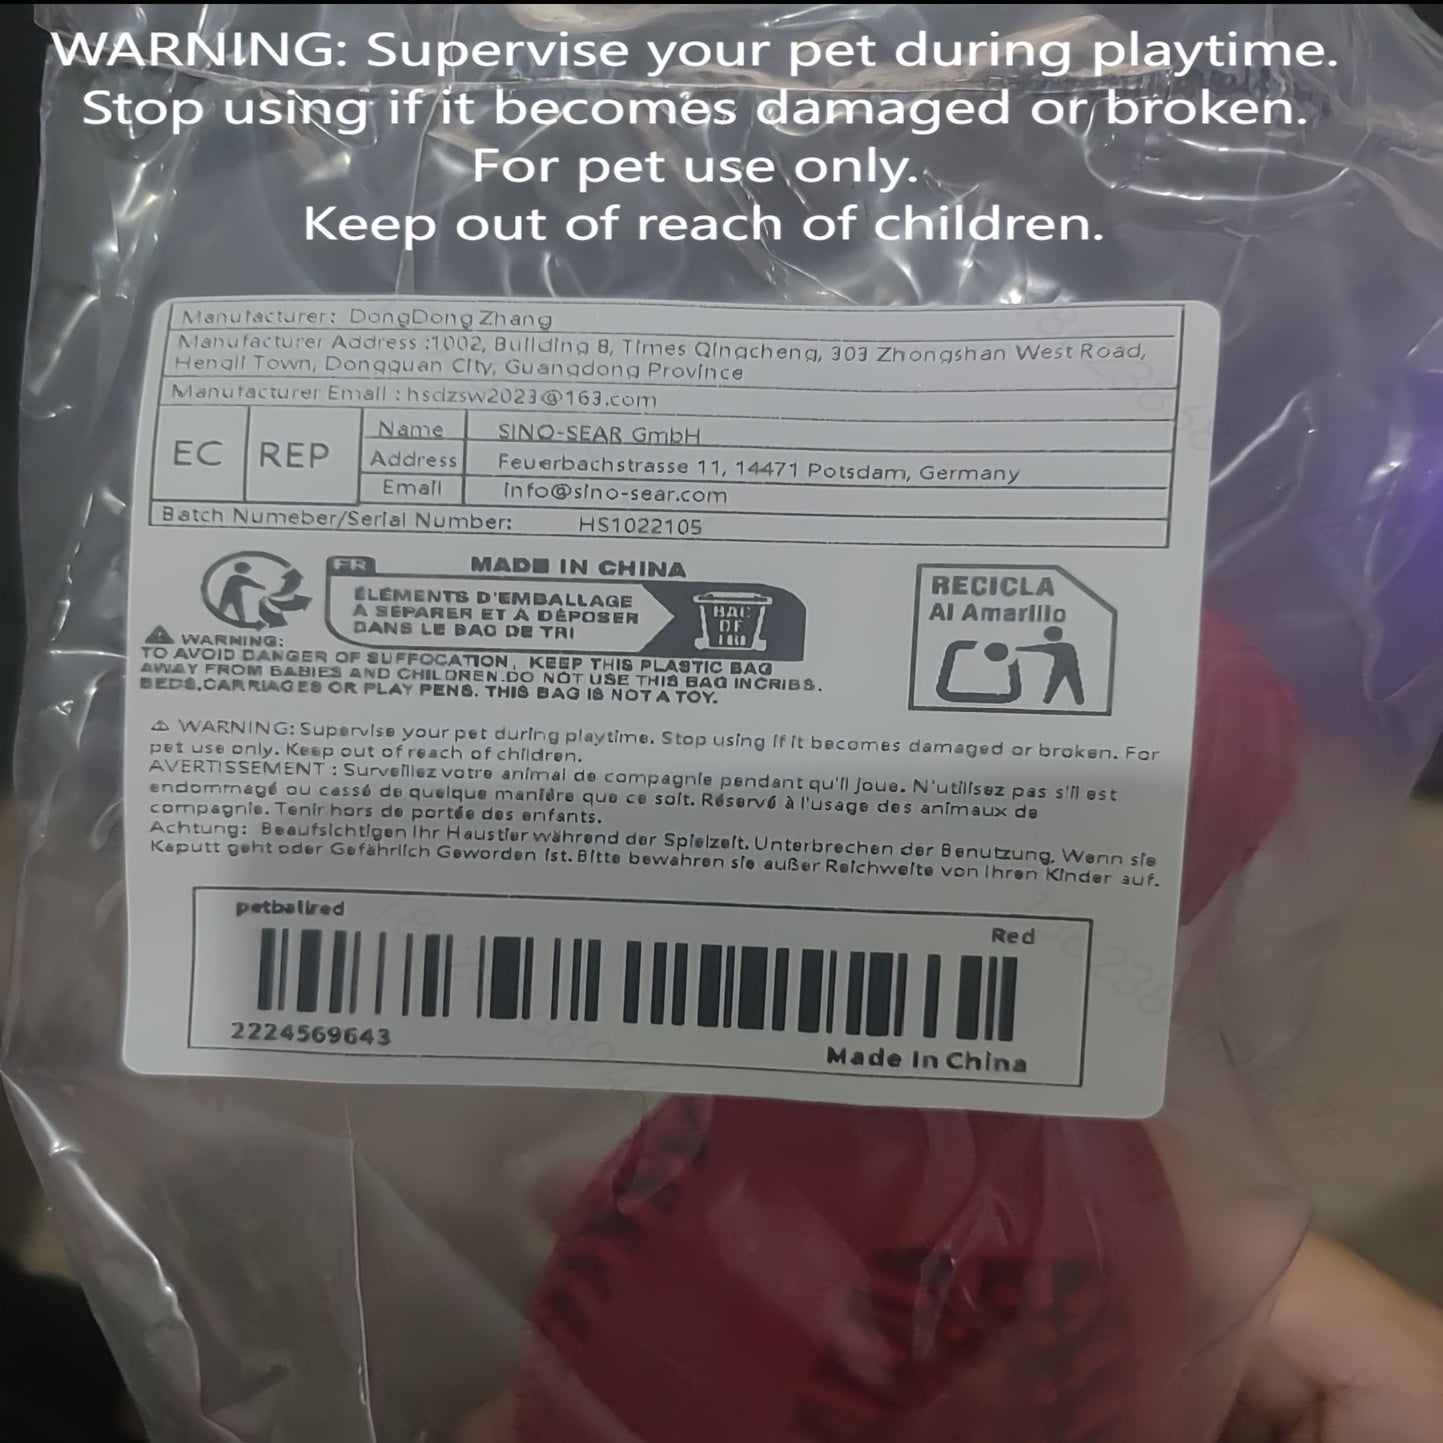 WARNING: Supervise your pet during playtime.
Stop using if it becomes damaged or broken.
For pet use only.
Keep out of reach of children.
Manufacturer: DongDong Zhang
Manufacturer Address :1002, Building 8, Times Qingcheng, 303 Zhongshan West Road,
Hengli Town, Dongguan City, Guangdong Province
Manufacturer Email : hsdzsw2023@163.com
EC REP
Name SINO-SEAR GmbH
Address Feuerbachstrasse 11, 14471 Potsdam, Germany
Email info@sino-sear.com
Batch Numeber/Serial Number: HS1022105
FR MADE IN CHINA
ÉLÉMENTS D'EMBALLAGE
À SÉPARER ET À DÉPOSER
DANS LE BAC DE TRI
BAC
DE
TRI
RECICLA
Al Amarillo
⚠ WARNING:
TO AVOID DANGER OF SUFFOCATION, KEEP THIS PLASTIC BAG
AWAY FROM BABIES AND CHILDREN.DO NOT USE THIS BAG IN CRIBS.
BEDS,CARRIAGES OR PLAY PENS. THIS BAG IS NOT A TOY.
⚠ WARNING: Supervise your pet during playtime. Stop using if it becomes damaged or broken. For
pet use only. Keep out of reach of children.
AVERTISSEMENT : Surveillez votre animal de compagnie pendant qu'il joue. N'utilisez pas s'il est
endommagé ou cassé de quelque manière que ce soit. Réservé à l'usage des animaux de
compagnie. Tenir hors de portée des enfants.
Achtung: Beaufsichtigen Ihr Haustier während der Spielzeit. Unterbrechen der Benutzung, Wenn sie
Kaputt geht oder Gefährlich Geworden ist. Bitte bewahren sie außer Reichweite von Ihren Kinder auf.
petballred
Red
2224569643
Made In China